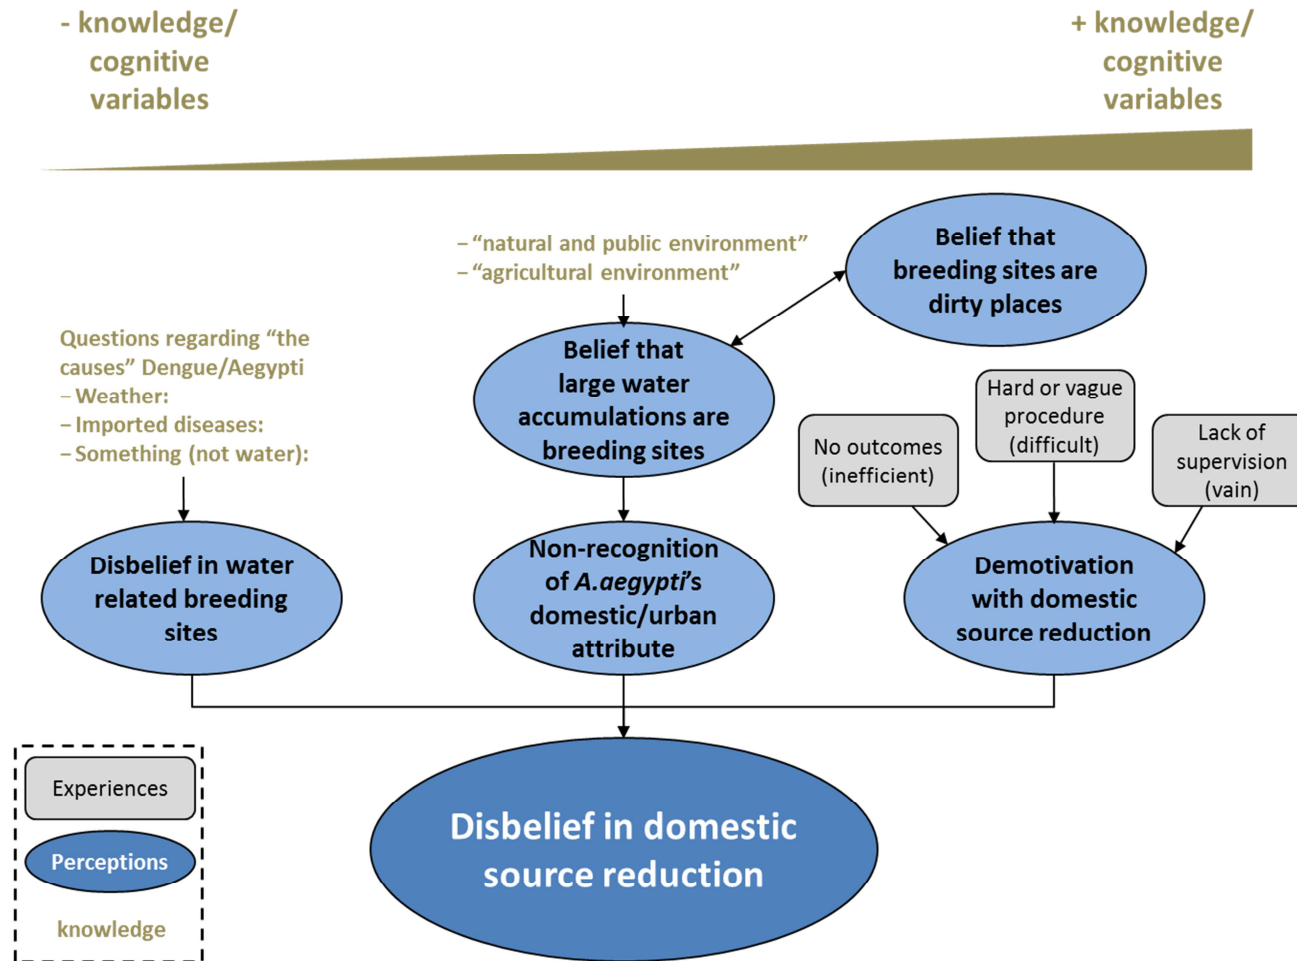 - knowledge/
cognitive
variables
+ knowledge/
cognitive
variables
– “natural and public environment”
– “agricultural environment”
Belief that
breeding sites are
dirty places
Questions regarding “the
causes” Dengue/Aegypti
– Weather:
– Imported diseases:
– Something (not water):
Belief that
large water
accumulations are
breeding sites
No outcomes
(inefficient)
Hard or vague
procedure
(difficult)
Lack of
supervision
(vain)
Disbelief in water
related breeding
sites
Non-recognition
of A.aegypti’s
domestic/urban
attribute
Demotivation
with domestic
source reduction
Experiences
Perceptions
knowledge
Disbelief in domestic
source reduction